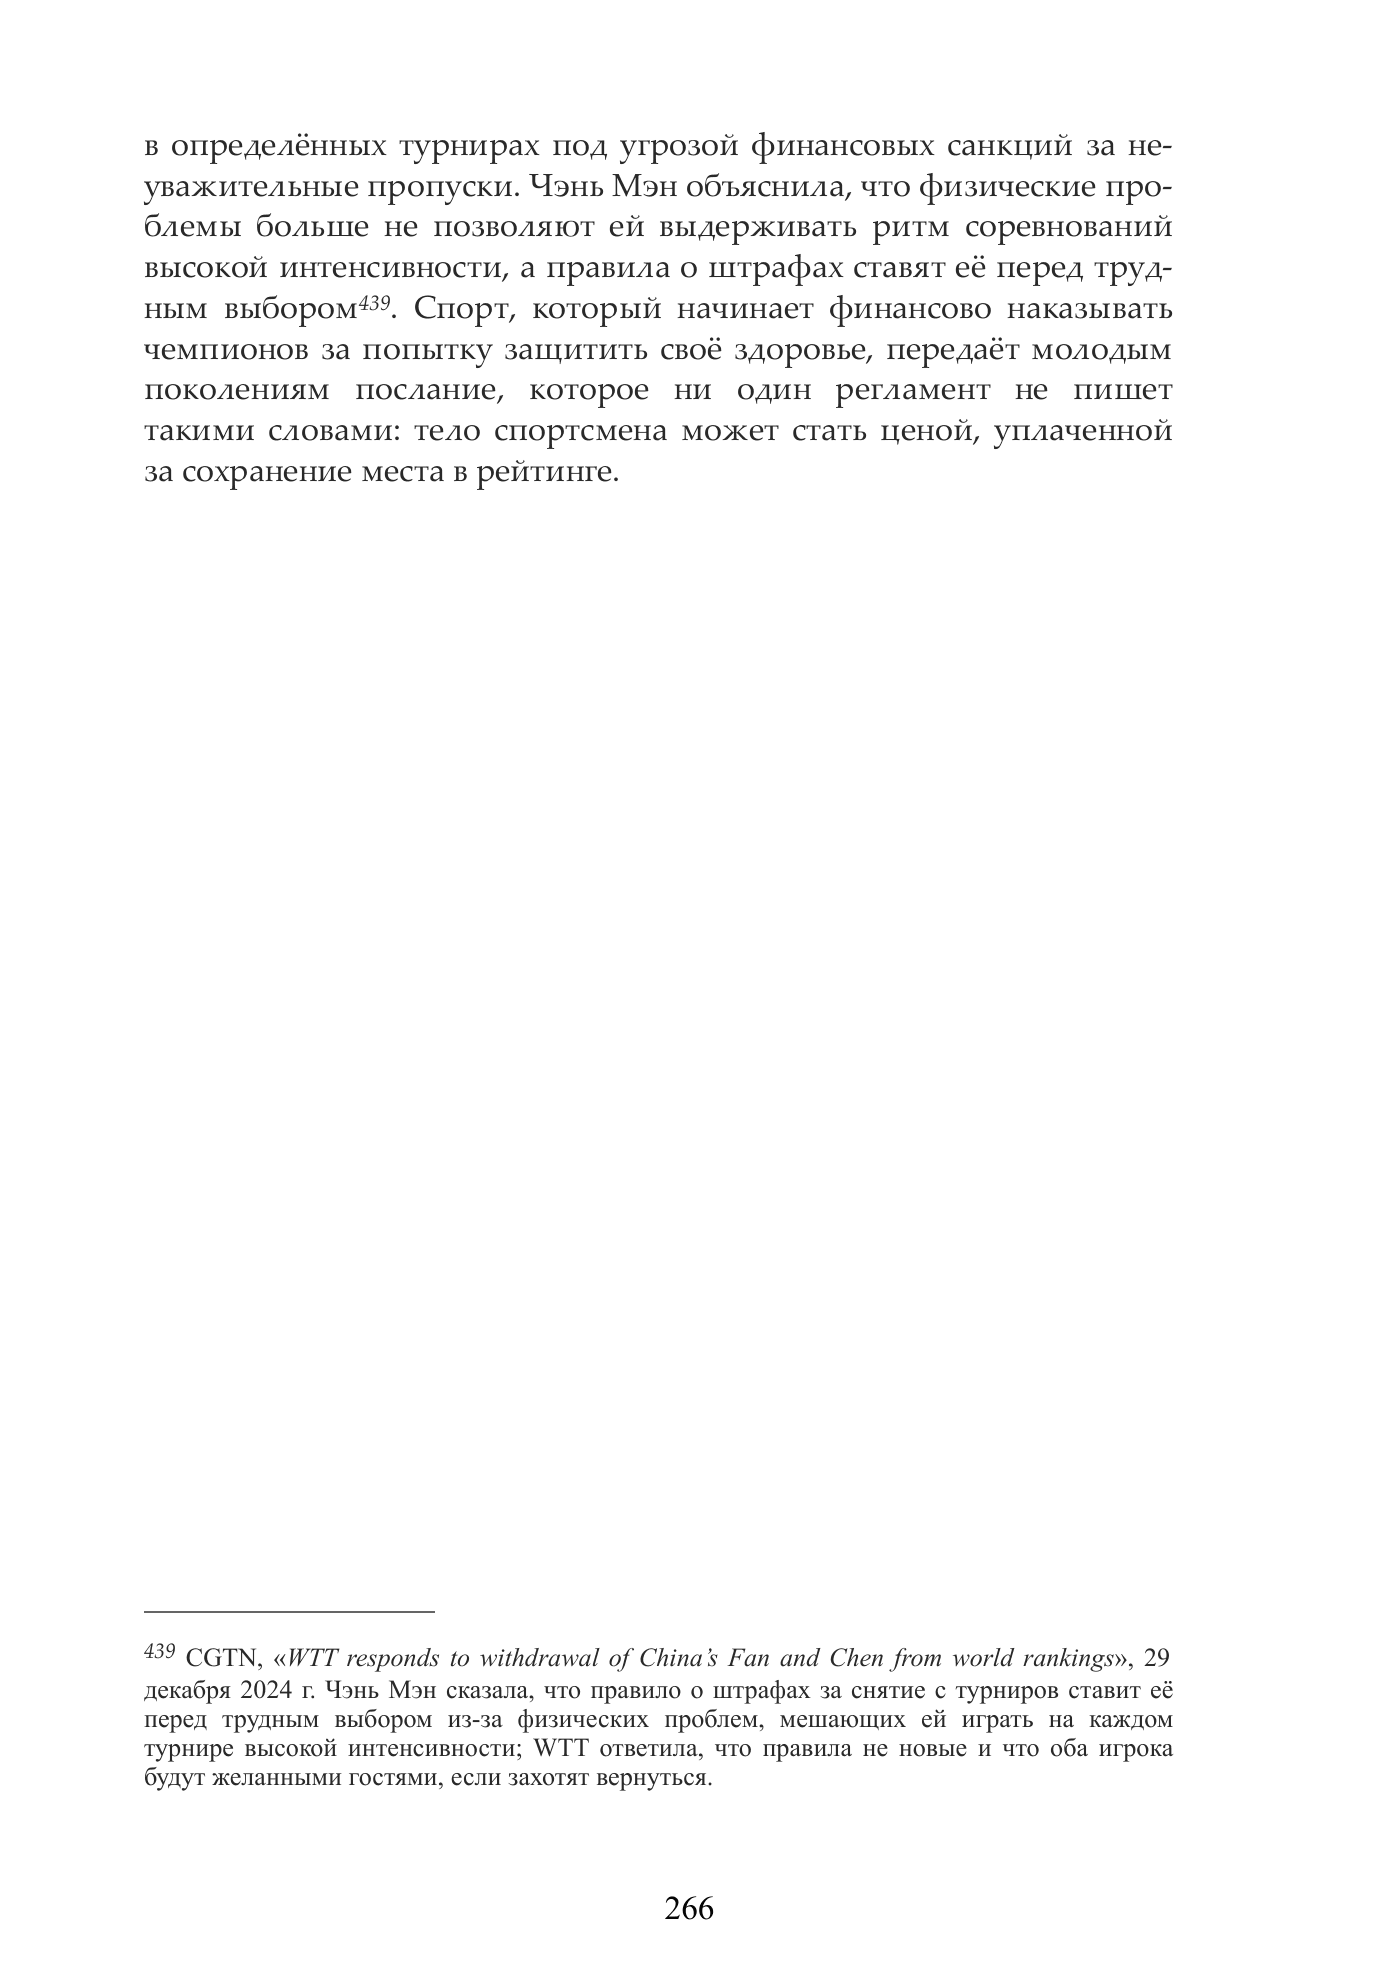 в определённых турнирах под угрозой финансовых санкций за не-
уважительные пропуски. Чэнь Мэн объяснила, что физические про-
блемы больше не позволяют ей выдерживать ритм соревнований
высокой интенсивности, а правила о штрафах ставят её перед труд-
ным выбором439. Спорт, который начинает финансово наказывать
чемпионов за попытку защитить своё здоровье, передаёт молодым
поколениям послание, которое ни один регламент не пишет
такими словами: тело спортсмена может стать ценой, уплаченной
за сохранение места в рейтинге.
439 CGTN, «WTT responds to withdrawal of China’s Fan and Chen from world rankings», 29
декабря 2024 г. Чэнь Мэн сказала, что правило о штрафах за снятие с турниров ставит её
перед трудным выбором из-за физических проблем, мешающих ей играть на каждом
турнире высокой интенсивности; WTT ответила, что правила не новые и что оба игрока
будут желанными гостями, если захотят вернуться.
266